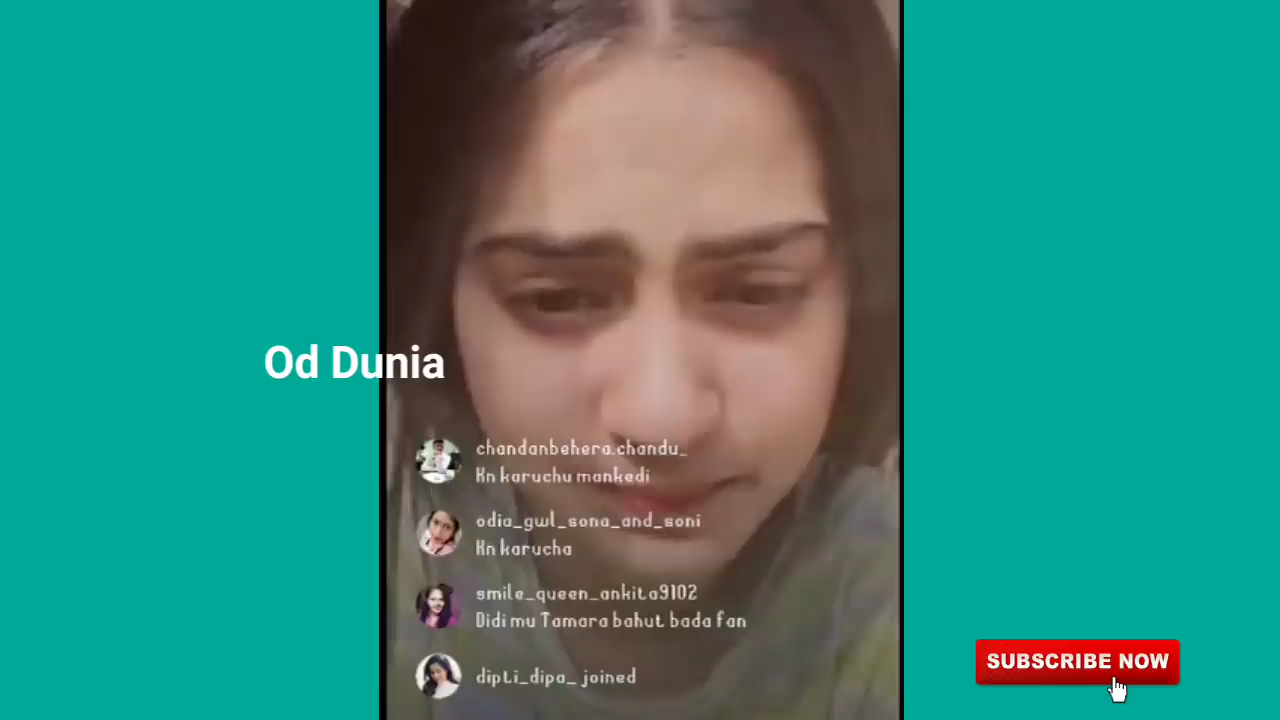 Od Dunia
chandanbehera.chandu_
Kn karuchu mankedi
odia_gwl_sona_and_soni
Kn karucha
smile_queen_ankita9102
Didi mu Tamara bahut bada fan
dipti_dipa_ joined
SUBSCRIBE NOW